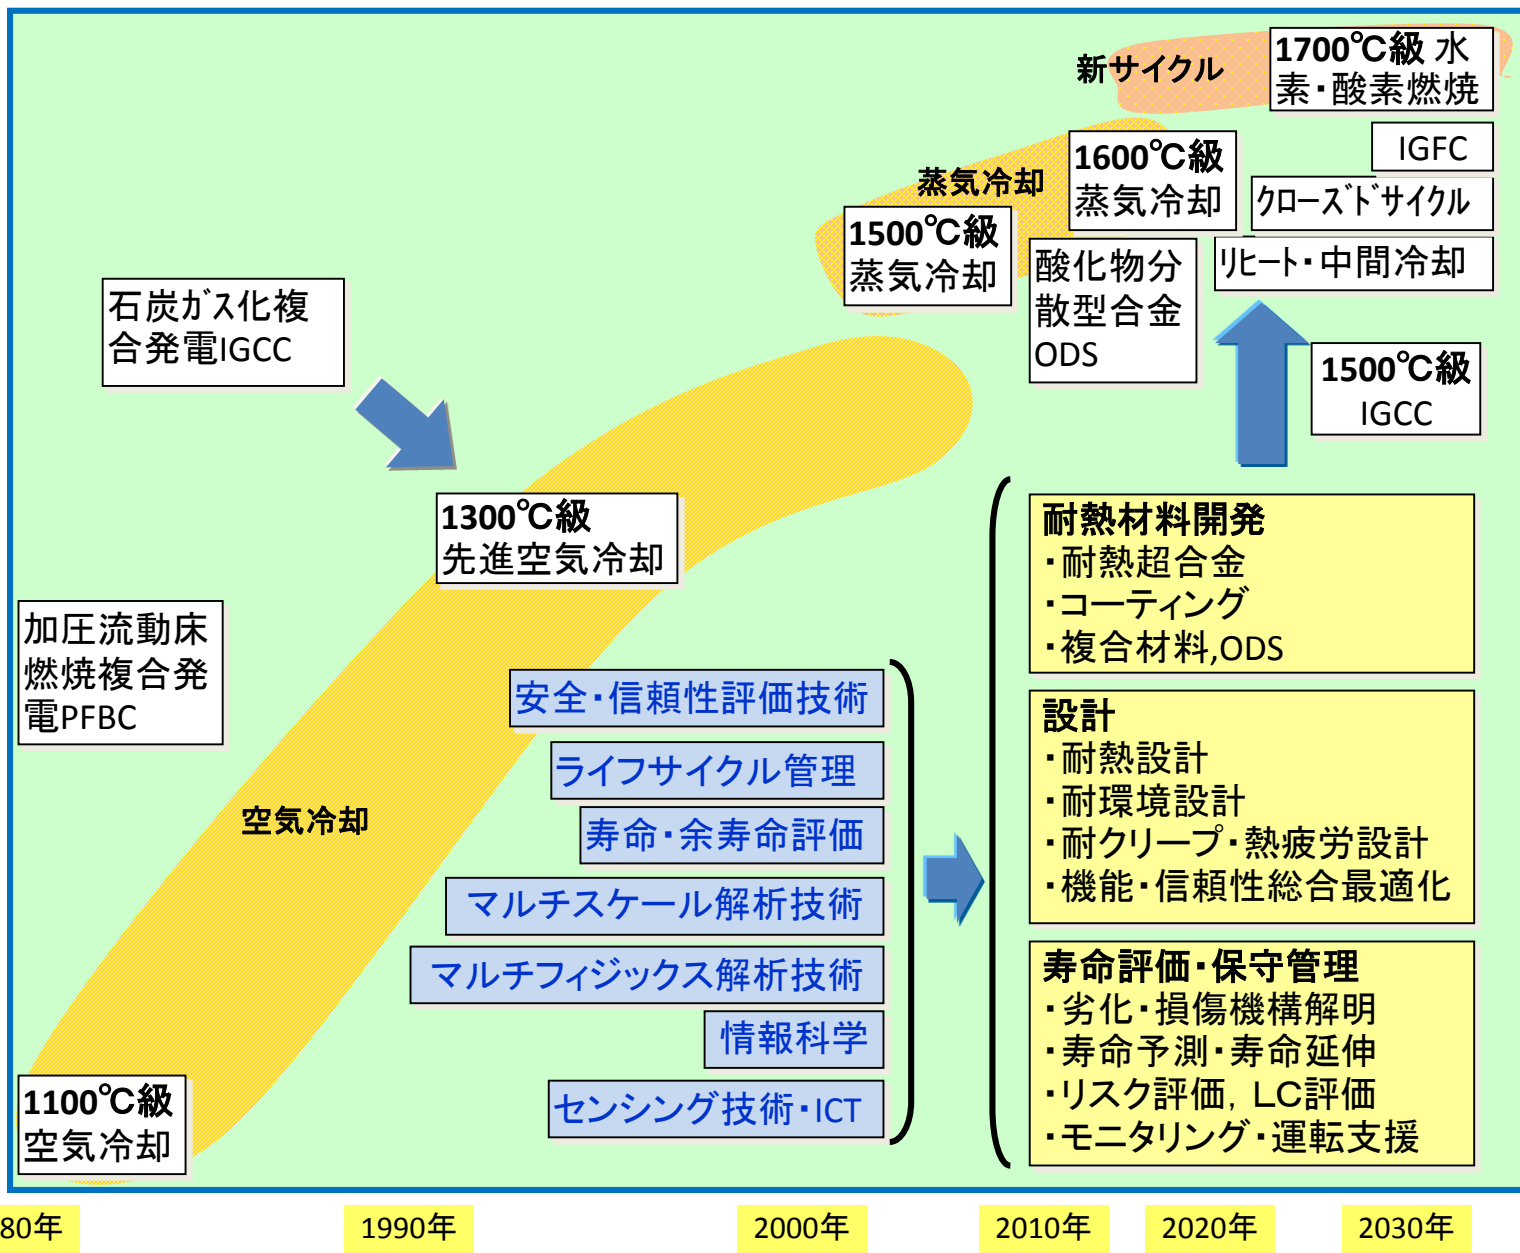 新サイクル
1700℃級 水
素・酸素燃焼
IGFC
1600℃級
蒸気冷却
クローズドサイクル
蒸気冷却
1500℃級
蒸気冷却
リヒート・中間冷却
酸化物分
散型合金
ODS
石炭ガス化複
合発電IGCC
1500℃級
IGCC
1300℃級
先進空気冷却
耐熱材料開発
・耐熱超合金
・コーティング
・複合材料,ODS
加圧流動床
燃焼複合発
電PFBC
安全・信頼性評価技術
ライフサイクル管理
寿命・余寿命評価
マルチスケール解析技術
マルチフィジックス解析技術
情報科学
センシング技術・ICT
設計
・耐熱設計
・耐環境設計
・耐クリープ・熱疲労設計
・機能・信頼性総合最適化
空気冷却
寿命評価・保守管理
・劣化・損傷機構解明
・寿命予測・寿命延伸
・リスク評価, LC評価
・モニタリング・運転支援
1100℃級
空気冷却
80年
1990年
2000年
2010年
2020年
2030年